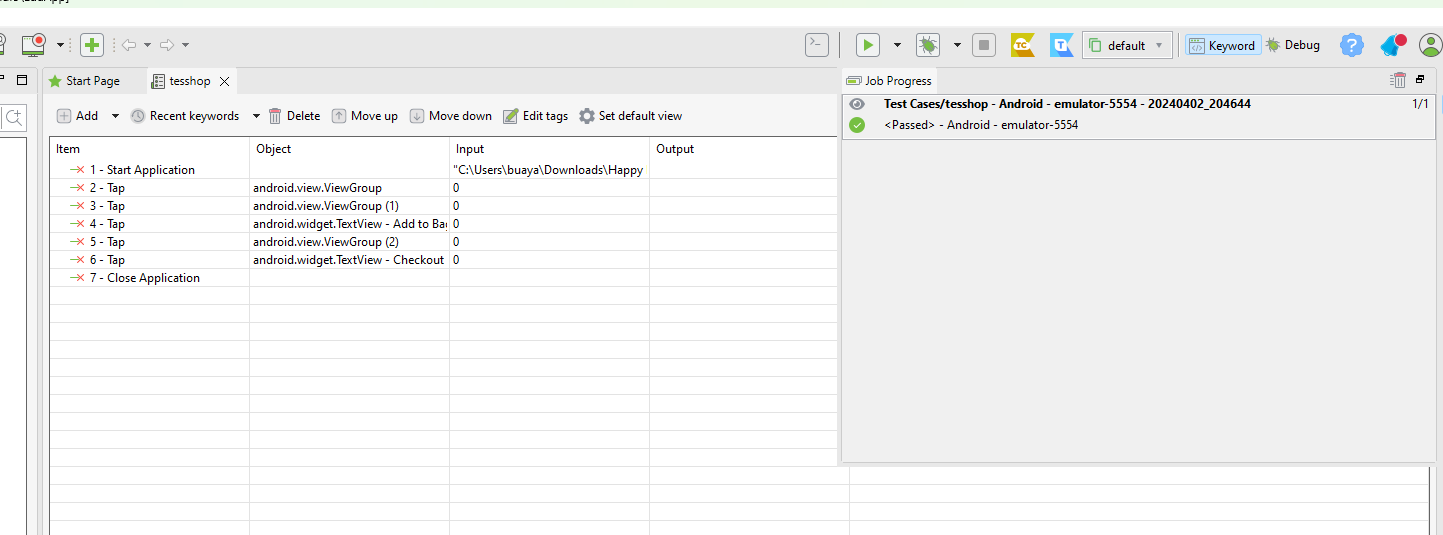 default
Keyword
Debug
Start Page
tesshop
Job Progress
Add
Recent keywords
Delete
Move up
Move down
Edit tags
Set default view
Test Cases/tesshop - Android - emulator-5554 - 20240402_204644
1/1
<Passed> - Android - emulator-5554
Item Object Input Output
1 - Start Application "C:\Users\buaya\Downloads\Happy
2 - Tap android.view.ViewGroup 0
3 - Tap android.view.ViewGroup (1) 0
4 - Tap android.widget.TextView - Add to Ba 0
5 - Tap android.view.ViewGroup (2) 0
6 - Tap android.widget.TextView - Checkout 0
7 - Close Application